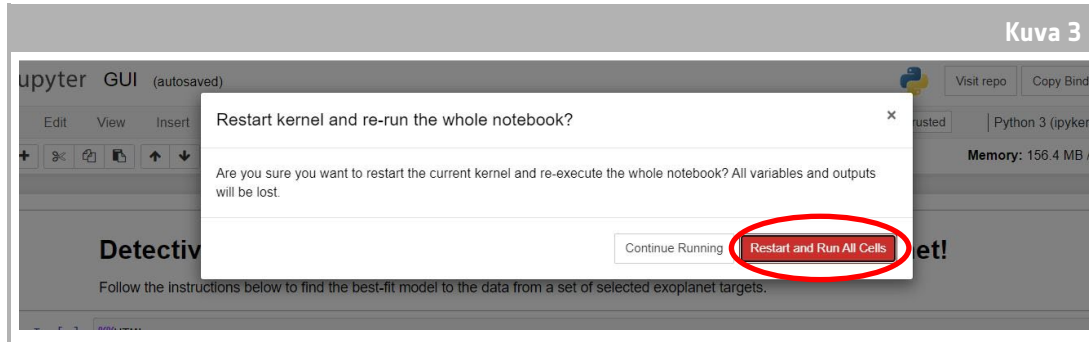 Kuva 3
upyter GUI (autosaved)
Visit repo Copy Bind
Edit View Insert
Restart kernel and re-run the whole notebook?
×
rusted
Python 3 (ipyker
Memory: 156.4 MB /
Are you sure you want to restart the current kernel and re-execute the whole notebook? All variables and outputs
will be lost.
Continue Running Restart and Run All Cells
Detectiv
et!
Follow the instructions below to find the best-fit model to the data from a set of selected exoplanet targets.